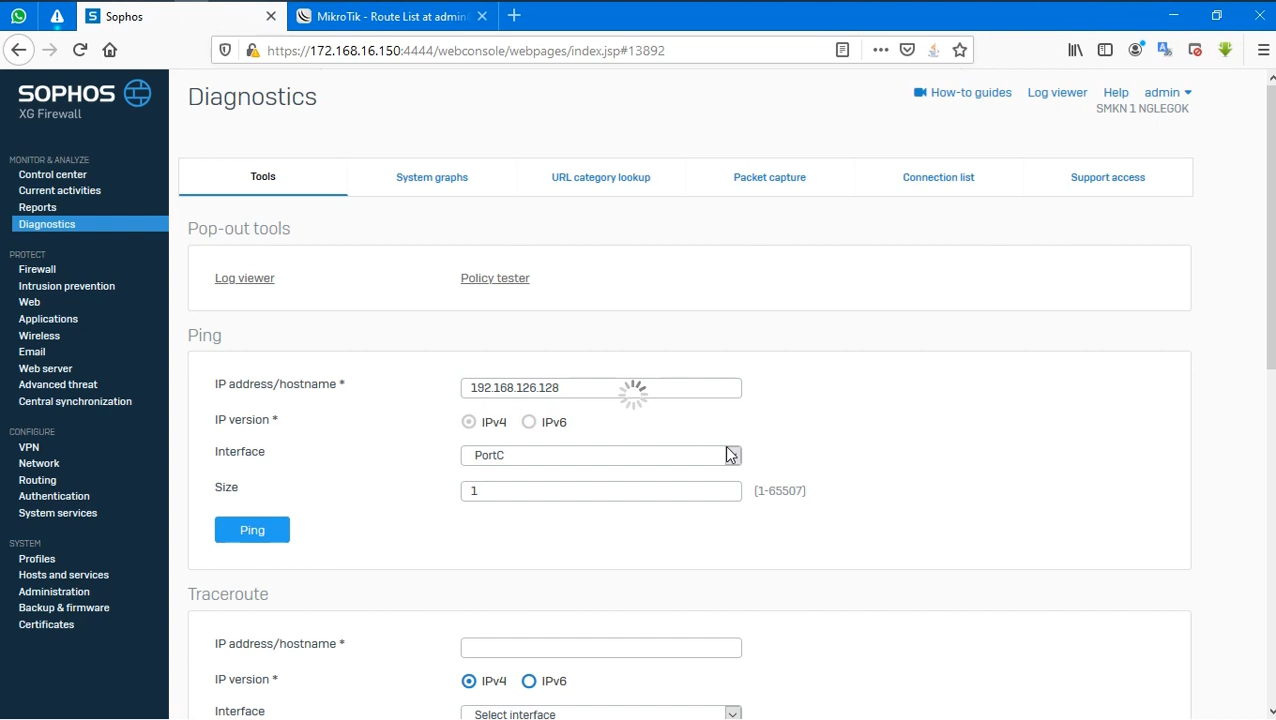 Sophos
MikroTik - Route List at admin
https://172.168.16.150:4444/webconsole/webpages/index.jsp#13892
SOPHOS
XG Firewall
Diagnostics
How-to guides
Log viewer
Help
admin
SMKN 1 NGLEGOK
MONITOR & ANALYZE
Control center
Current activities
Reports
Diagnostics
PROTECT
Firewall
Intrusion prevention
Web
Applications
Wireless
Email
Web server
Advanced threat
Central synchronization
CONFIGURE
VPN
Network
Routing
Authentication
System services
SYSTEM
Profiles
Hosts and services
Administration
Backup & firmware
Certificates
Tools
System graphs
URL category lookup
Packet capture
Connection list
Support access
Pop-out tools
Log viewer
Policy tester
Ping
IP address/hostname *
192.168.126.128
IP version *
IPv4
IPv6
Interface
PortC
Size
1
(1-65507)
Ping
Traceroute
IP address/hostname *
IP version *
IPv4
IPv6
Interface
Select interface